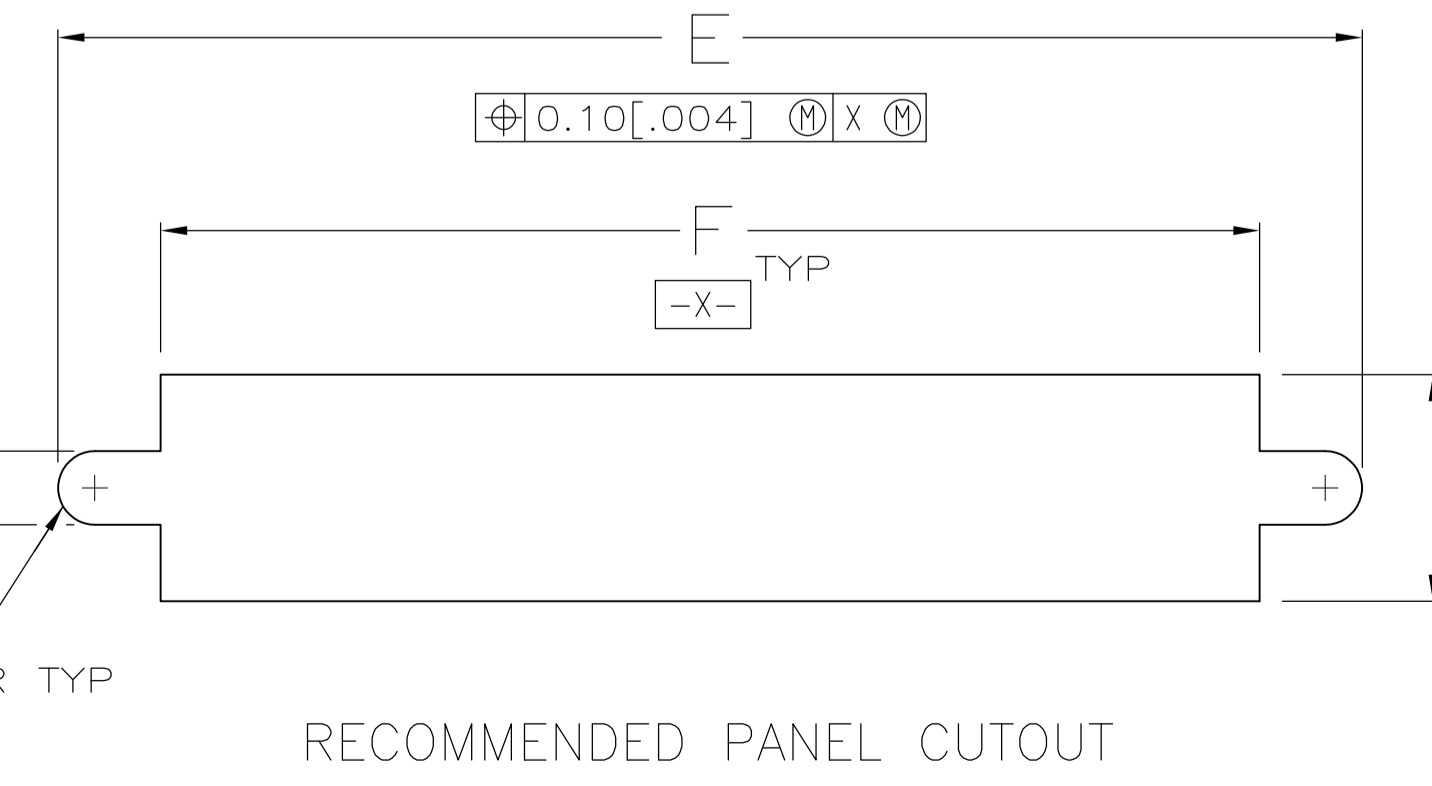 E
⌖ 0.10[.004] Ⓜ X Ⓜ
F
TYP
-X-
R TYP
RECOMMENDED PANEL CUTOUT